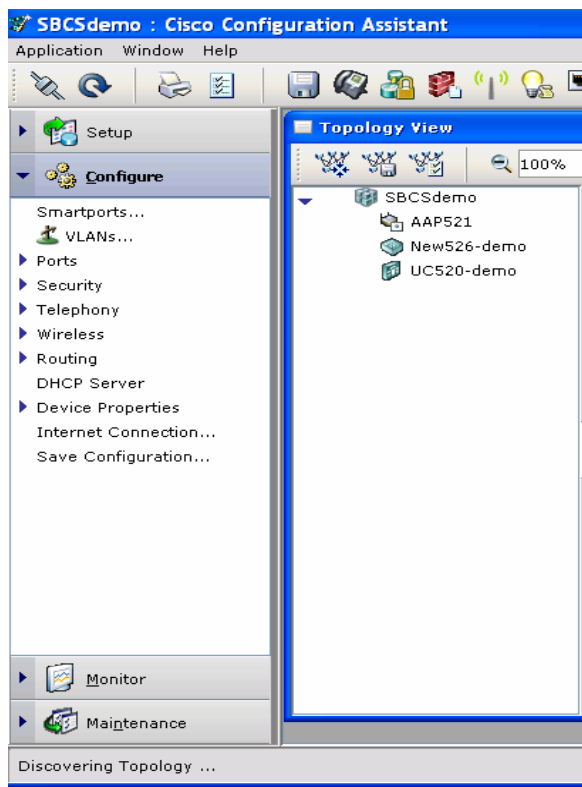 SBCSdemo : Cisco Configuration Assistant
Application Window Help
Setup
Configure
Smartports...
VLANs...
Ports
Security
Telephony
Wireless
Routing
DHCP Server
Device Properties
Internet Connection...
Save Configuration...
Monitor
Maintenance
Topology View
100%
SBCSdemo
AAP521
New526-demo
UC520-demo
Discovering Topology ...